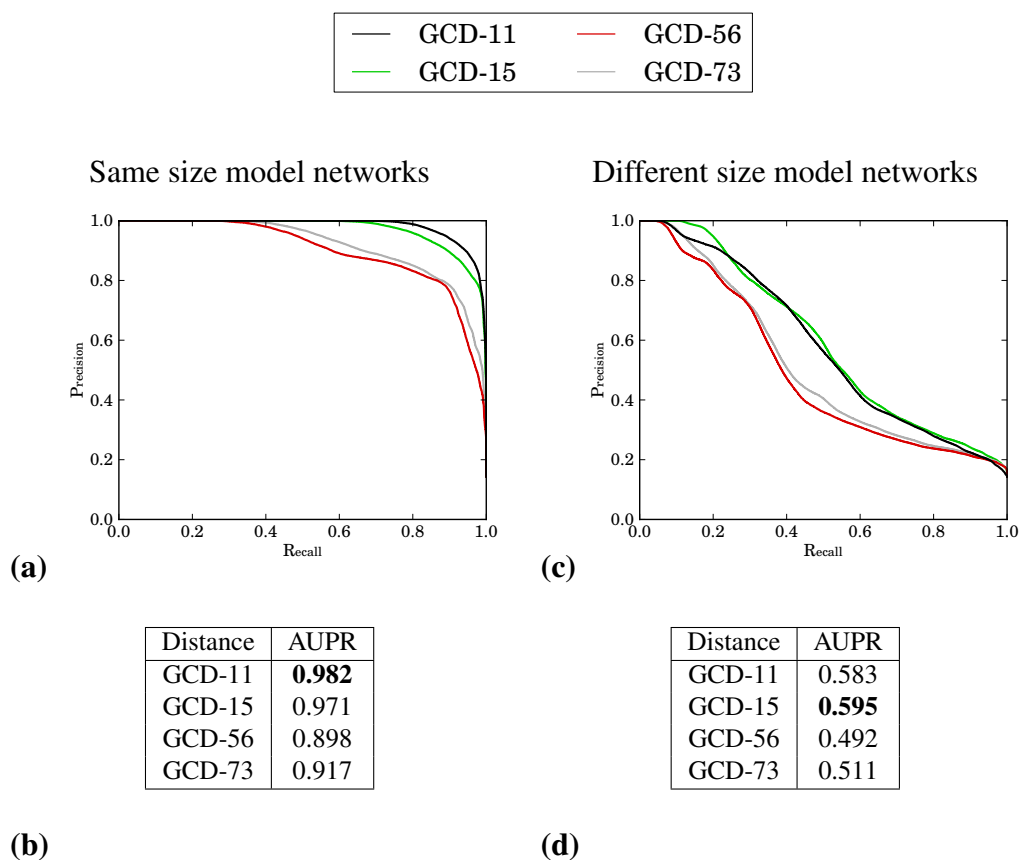 GCD-11 GCD-56
GCD-15 GCD-73
Same size model networks
1.0
0.8
0.6
0.4
0.2
0.0
Precision
0.0 0.2 0.4 0.6 0.8 1.0
Recall
(a)
Different size model networks
1.0
0.8
0.6
0.4
0.2
0.0
Precision
0.2 0.4 0.6 0.8 1.0
Recall
(c)
Distance AUPR
GCD-11 0.982
GCD-15 0.971
GCD-56 0.898
GCD-73 0.917
(b)
Distance AUPR
GCD-11 0.583
GCD-15 0.595
GCD-56 0.492
GCD-73 0.511
(d)